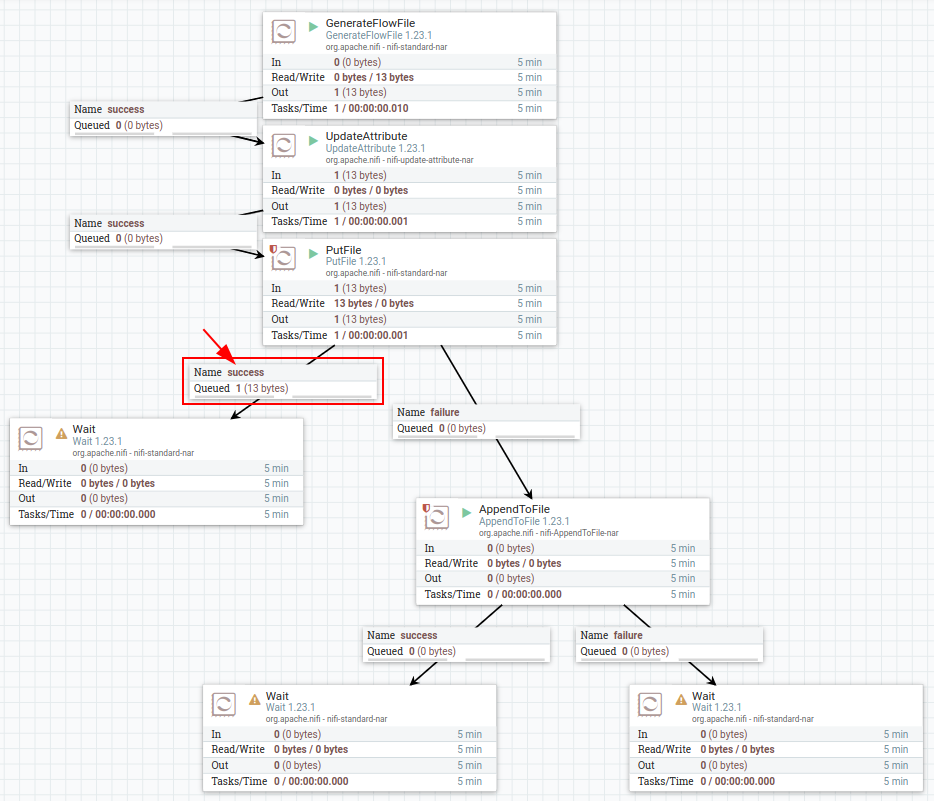 GenerateFlowFile
GenerateFlowFile 1.23.1
org.apache.nifi - nifi-standard-nar
In 0 (0 bytes) 5 min
Read/Write 0 bytes / 13 bytes 5 min
Out 1 (13 bytes) 5 min
Tasks/Time 1 / 00:00:00.010 5 min
Name success
Queued 0 (0 bytes)
UpdateAttribute
UpdateAttribute 1.23.1
org.apache.nifi - nifi-update-attribute-nar
In 1 (13 bytes) 5 min
Read/Write 0 bytes / 0 bytes 5 min
Out 1 (13 bytes) 5 min
Tasks/Time 1 / 00:00:00.001 5 min
Name success
Queued 0 (0 bytes)
PutFile
PutFile 1.23.1
org.apache.nifi - nifi-standard-nar
In 1 (13 bytes) 5 min
Read/Write 13 bytes / 0 bytes 5 min
Out 1 (13 bytes) 5 min
Tasks/Time 1 / 00:00:00.001 5 min
Name success
Queued 1 (13 bytes)
Name failure
Queued 0 (0 bytes)
Wait
Wait 1.23.1
org.apache.nifi - nifi-standard-nar
In 0 (0 bytes) 5 min
Read/Write 0 bytes / 0 bytes 5 min
Out 0 (0 bytes) 5 min
Tasks/Time 0 / 00:00:00.000 5 min
AppendToFile
AppendToFile 1.23.1
org.apache.nifi - nifi-AppendToFile-nar
In 0 (0 bytes) 5 min
Read/Write 0 bytes / 0 bytes 5 min
Out 0 (0 bytes) 5 min
Tasks/Time 0 / 00:00:00.000 5 min
Name success
Queued 0 (0 bytes)
Name failure
Queued 0 (0 bytes)
Wait
Wait 1.23.1
org.apache.nifi - nifi-standard-nar
In 0 (0 bytes) 5 min
Read/Write 0 bytes / 0 bytes 5 min
Out 0 (0 bytes) 5 min
Tasks/Time 0 / 00:00:00.000 5 min
Wait
Wait 1.23.1
org.apache.nifi - nifi-standard-nar
In 0 (0 bytes) 5 min
Read/Write 0 bytes / 0 bytes 5 min
Out 0 (0 bytes) 5 min
Tasks/Time 0 / 00:00:00.000 5 min